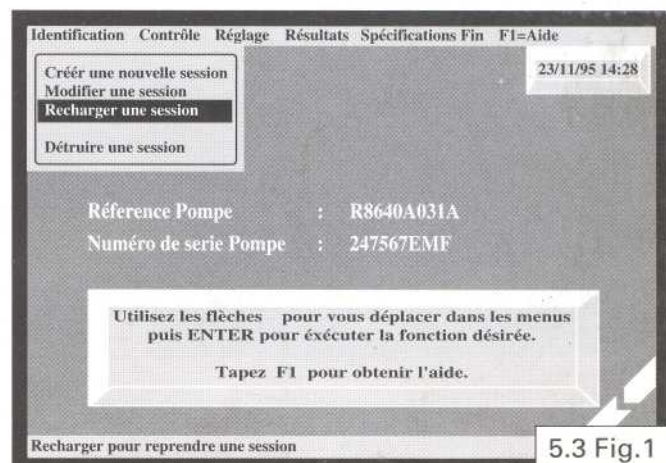 Identification Contrôle Réglage Résultats Spécifications Fin F1=Aide
Créér une nouvelle session
Modifier une session
Recharger une session
Détruire une session
23/11/95 14:28
Réference Pompe : R8640A031A
Numéro de serie Pompe : 247567EMF
Utilisez les flèches pour vous déplacer dans les menus
puis ENTER pour éxécuter la fonction désirée.
Tapez F1 pour obtenir l'aide.
Recharger pour reprendre une session
5.3 Fig.1